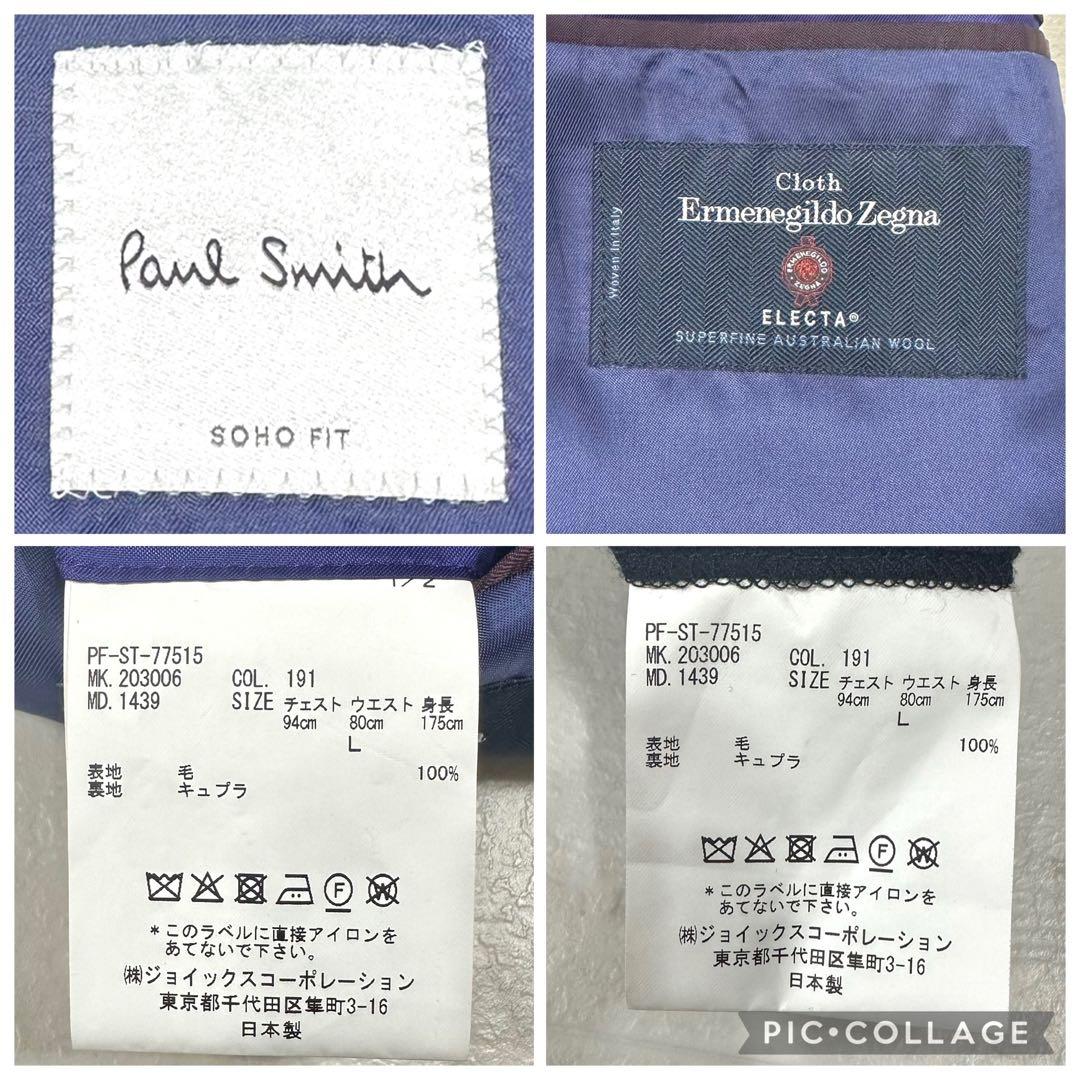 Paul Smith
SOHO FIT
Cloth
Ermenegildo Zegna
Woven in Italy
ERMENEGILDO
ZEGNA
ELECTA®
SUPERFINE AUSTRALIAN WOOL
1/2
PF-ST-77515
MK. 203006 COL. 191
MD. 1439 SIZE チェスト ウエスト 身長
94cm 80cm 175cm
L
表地 毛 100%
裏地 キュプラ
F W
*このラベルに直接アイロンを
あてないで下さい。
㈱ジョイックスコーポレーション
東京都千代田区隼町3-16
日本製
PF-ST-77515
MK. 203006 COL. 191
MD. 1439 SIZE チェスト ウエスト 身長
94cm 80cm 175cm
L
表地 毛 100%
裏地 キュプラ
F W
*このラベルに直接アイロンを
あてないで下さい。
㈱ジョイックスコーポレーション
東京都千代田区隼町3-16
日本製
PIC•COLLAGE